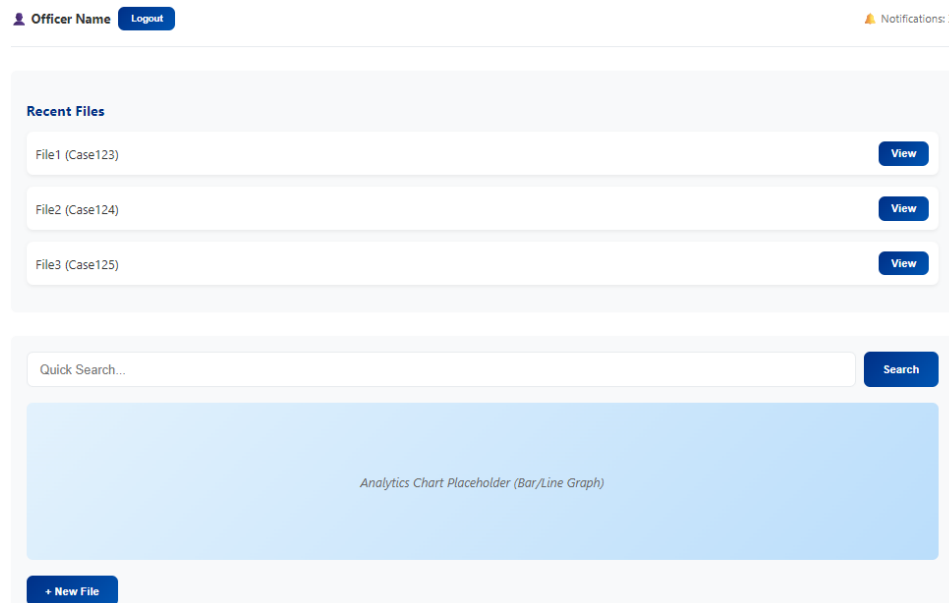 Officer Name Logout Notifications:
Recent Files
File1 (Case123) View
File2 (Case124) View
File3 (Case125) View
Quick Search... Search
Analytics Chart Placeholder (Bar/Line Graph)
+ New File